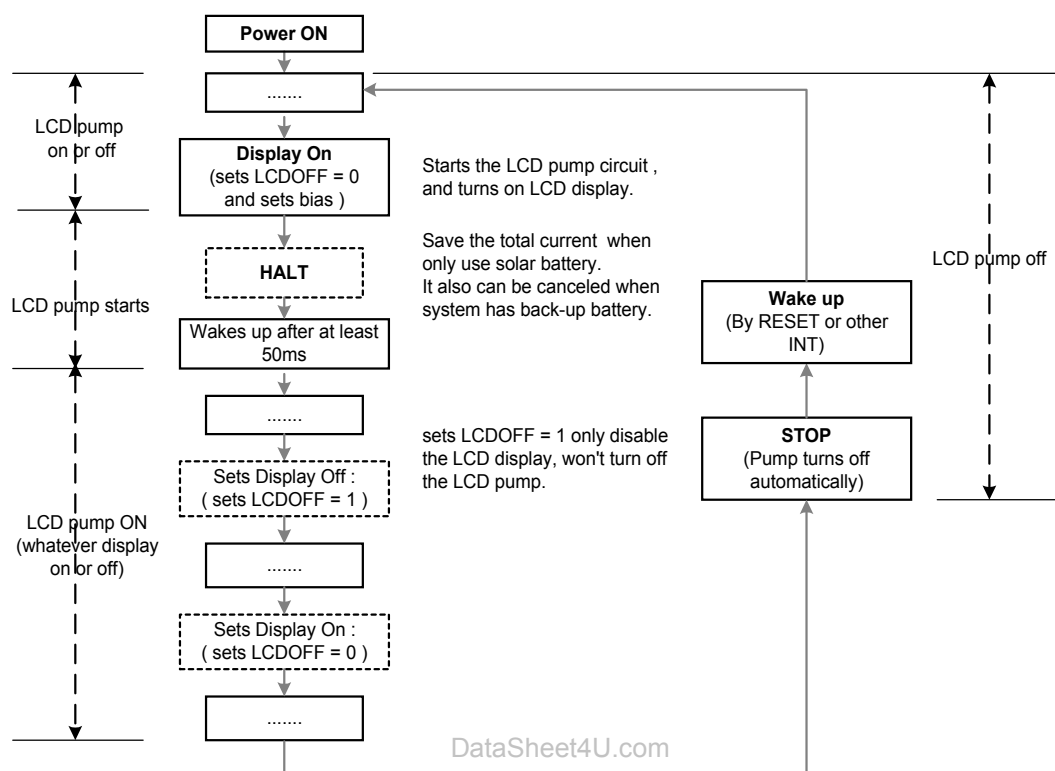 Power ON
.......
LCD pump
on or off
Display On
(sets LCDOFF = 0
and sets bias )
Starts the LCD pump circuit ,
and turns on LCD display.
HALT
Save the total current  when
only use solar battery.
It also can be canceled when
system has back-up battery.
LCD pump starts
Wakes up after at least
50ms
.......
Sets Display Off :
( sets LCDOFF = 1 )
sets LCDOFF = 1 only disable
the LCD display, won't turn off
the LCD pump.
LCD pump ON
(whatever display
on or off)
.......
Sets Display On :
( sets LCDOFF = 0 )
.......
LCD pump off
Wake up
(By RESET or other
INT)
STOP
(Pump turns off
automatically)
DataSheet4U.com